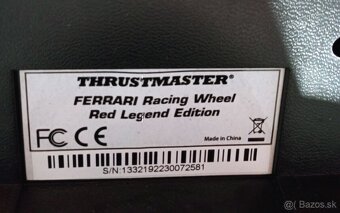 THRUSTMASTER®
FERRARI Racing Wheel
Red Legend Edition
FC CE
Made in China
S/N:1332192230072581
Bazos.sk